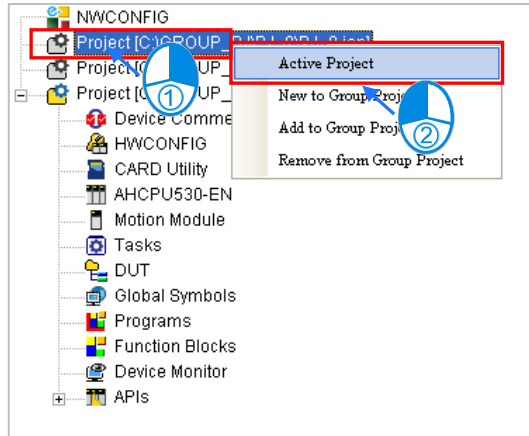 NWCONFIG
Project [C:\GROUP_
Active Project
Project [C:\GROUP_
New to Group
Project [C:\GROUP_
Add to Group
Device Comme
HWCONFIG
Remove from Group Project
CARD Utility
AHCPU530-EN
Motion Module
Tasks
DUT
Global Symbols
Programs
Function Blocks
Device Monitor
APIs
①
②